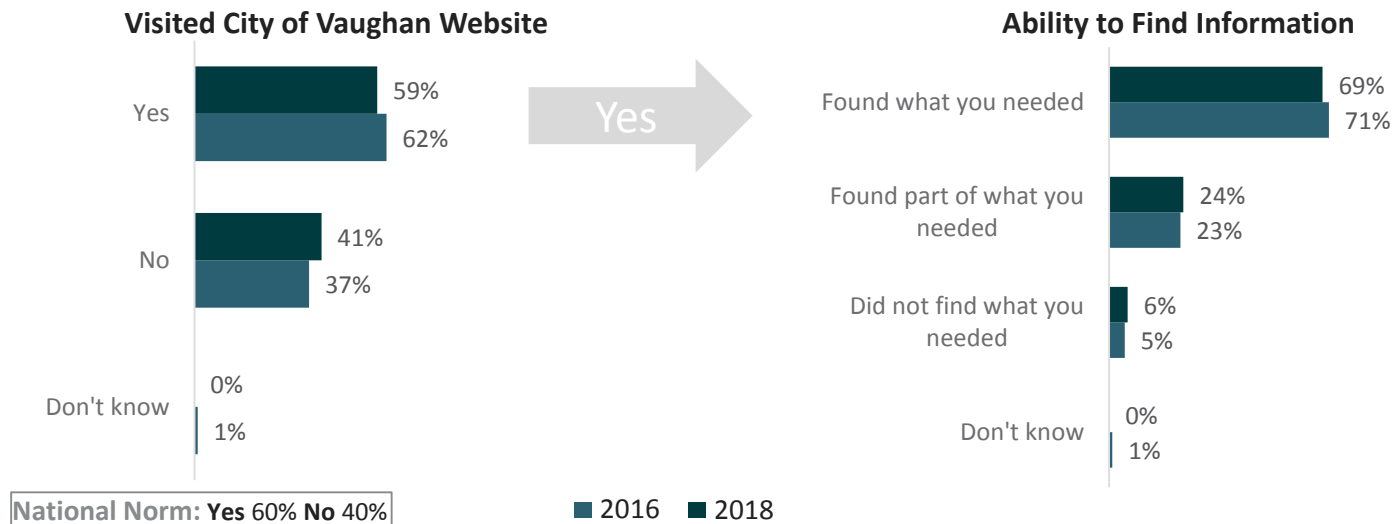 Visited City of Vaughan Website
Yes
59%
62%
No
41%
37%
Don't know
0%
1%
National Norm: Yes 60% No 40%
Yes
Ability to Find Information
Found what you needed
69%
71%
Found part of what you
needed
24%
23%
Did not find what you
needed
6%
5%
Don't know
0%
1%
2016 2018